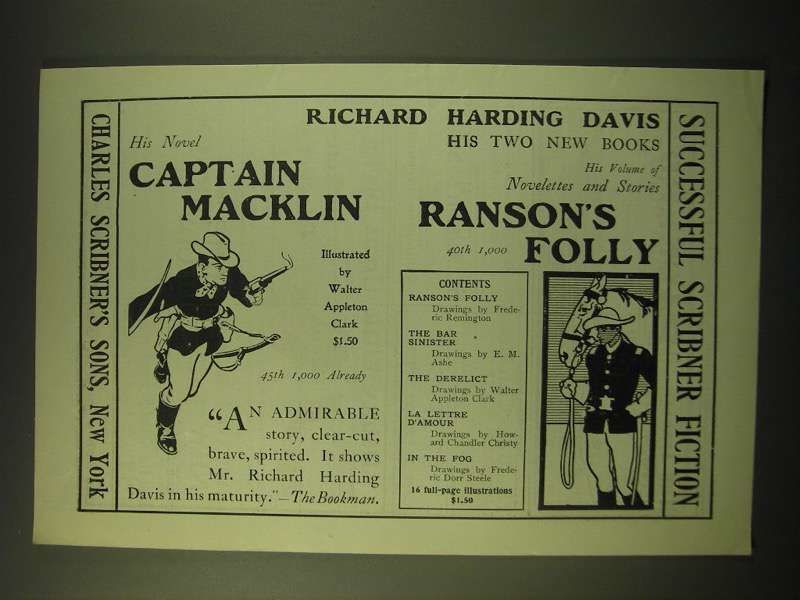 CHARLES SCRIBNER'S SONS, New York
RICHARD HARDING DAVIS
HIS TWO NEW BOOKS
His Novel
CAPTAIN
MACKLIN
Illustrated
by
Walter
Appleton
Clark
$1.50
45th 1,000 Already
"AN ADMIRABLE
story, clear-cut,
brave, spirited. It shows
Mr. Richard Harding
Davis in his maturity."—The Bookman.
His Volume of
Novelettes and Stories
RANSON'S
40th 1,000 FOLLY
CONTENTS
RANSON'S FOLLY
Drawings by Frede-
ric Remington
THE BAR
SINISTER
Drawings by E. M.
Ashe
THE DERELICT
Drawings by Walter
Appleton Clark
LA LETTRE
D'AMOUR
Drawings by How-
ard Chandler Christy
IN THE FOG
Drawings by Frede-
ric Dorr Steele
16 full-page illustrations
$1.50
SUCCESSFUL SCRIBNER FICTION